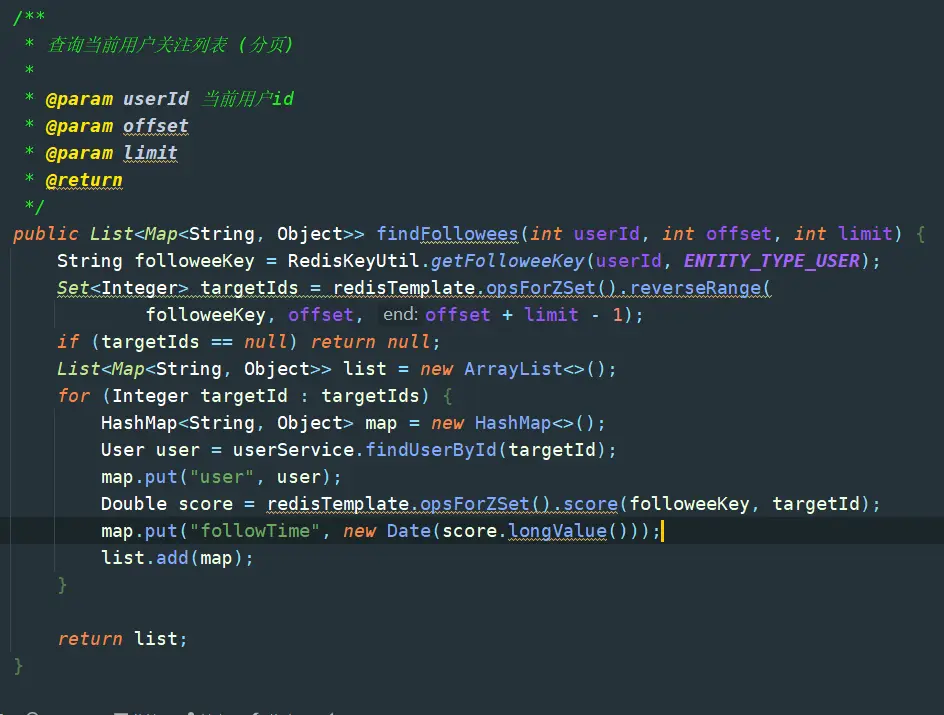 /**
 * 查询当前用户关注列表 (分页)
 *
 * @param userId 当前用户id
 * @param offset
 * @param limit
 * @return
 */
public List<Map<String, Object>> findFollowees(int userId, int offset, int limit) {
    String followeeKey = RedisKeyUtil.getFolloweeKey(userId, ENTITY_TYPE_USER);
    Set<Integer> targetIds = redisTemplate.opsForZSet().reverseRange(
            followeeKey, offset, end: offset + limit - 1);
    if (targetIds == null) return null;
    List<Map<String, Object>> list = new ArrayList<>();
    for (Integer targetId : targetIds) {
        HashMap<String, Object> map = new HashMap<>();
        User user = userService.findUserById(targetId);
        map.put("user", user);
        Double score = redisTemplate.opsForZSet().score(followeeKey, targetId);
        map.put("followTime", new Date(score.longValue()));
        list.add(map);
    }
    return list;
}